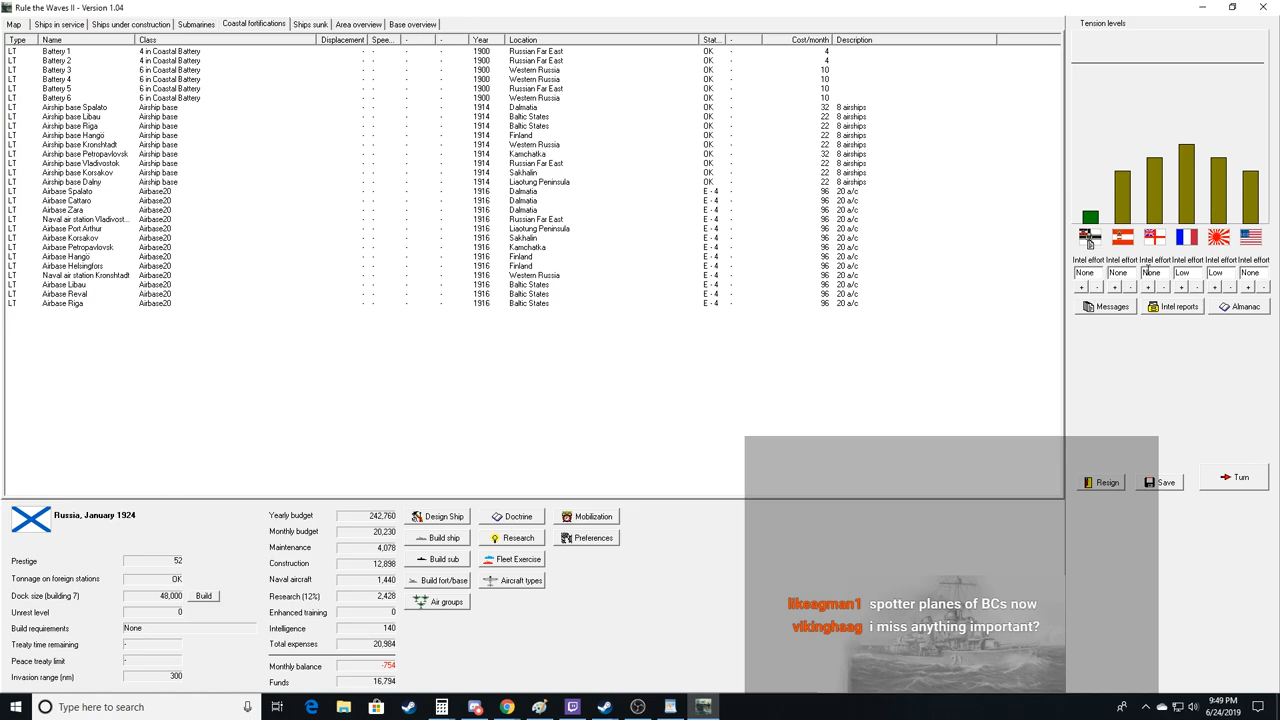 Rule the Waves II - Version 1.04
Map Ships in service Ships under construction Submarines Coastal fortifications Ships sunk Area overview Base overview
Type Name Class Displacement Spee... - - Year Location Stat... - Cost/month Description
LT Battery 1 4 in Coastal Battery - - - - 1900 Russian Far East OK - 4
LT Battery 2 4 in Coastal Battery - - - - 1900 Russian Far East OK - 4
LT Battery 3 6 in Coastal Battery - - - - 1900 Western Russia OK - 10
LT Battery 4 6 in Coastal Battery - - - - 1900 Western Russia OK - 10
LT Battery 5 6 in Coastal Battery - - - - 1900 Western Russia OK - 10
LT Battery 6 6 in Coastal Battery - - - - 1900 Western Russia OK - 10
LT Airship base Spalato Airship base - - - - 1914 Dalmatia OK - 32 8 airships
LT Airship base Libau Airship base - - - - 1914 Baltic States OK - 22 8 airships
LT Airship base Riga Airship base - - - - 1914 Baltic States OK - 22 8 airships
LT Airship base Hangö Airship base - - - - 1914 Finland OK - 22 8 airships
LT Airship base Kronshtadt Airship base - - - - 1914 Western Russia OK - 22 8 airships
LT Airship base Petropavlovsk Airship base - - - - 1914 Kamchatka OK - 32 8 airships
LT Airship base Vladivostok Airship base - - - - 1914 Russian Far East OK - 22 8 airships
LT Airship base Korsakov Airship base - - - - 1914 Sakhalin OK - 22 8 airships
LT Airship base Dalny Airship base - - - - 1914 Liaotung Peninsula OK - 22 8 airships
LT Airbase Spalato Airbase20 - - - - 1916 Dalmatia E - 4 - 96 20 a/c
LT Airbase Cattaro Airbase20 - - - - 1916 Dalmatia E - 4 - 96 20 a/c
LT Airbase Zara Airbase20 - - - - 1916 Dalmatia E - 4 - 96 20 a/c
LT Naval air station Vladivost... Airbase20 - - - - 1916 Russian Far East E - 4 - 96 20 a/c
LT Airbase Port Arthur Airbase20 - - - - 1916 Liaotung Peninsula E - 4 - 96 20 a/c
LT Airbase Korsakov Airbase20 - - - - 1916 Sakhalin E - 4 - 96 20 a/c
LT Airbase Petropavlovsk Airbase20 - - - - 1916 Kamchatka E - 4 - 96 20 a/c
LT Airbase Hangö Airbase20 - - - - 1916 Finland E - 4 - 96 20 a/c
LT Airbase Helsingfors Airbase20 - - - - 1916 Finland E - 4 - 96 20 a/c
LT Naval air station Kronshtadt Airbase20 - - - - 1916 Western Russia E - 4 - 96 20 a/c
LT Airbase Libau Airbase20 - - - - 1916 Baltic States E - 4 - 96 20 a/c
LT Airbase Reval Airbase20 - - - - 1916 Baltic States E - 4 - 96 20 a/c
LT Airbase Riga Airbase20 - - - - 1916 Baltic States E - 4 - 96 20 a/c
Tension levels
Intel effort Intel effort Intel effort Intel effort Intel effort Intel effort
None None None Low Low None
+ - + - + - + - + - + -
Messages Intel reports Almanac
Resign Save Turn
Russia, January 1924
Prestige 52
Tonnage on foreign stations OK
Dock size (building 7) 48,000 Build
Unrest level 0
Build requirements None
Treaty time remaining -
Peace treaty limit -
Invasion range (nm) 300
Yearly budget 242,760
Monthly budget 20,230
Maintenance 4,078
Construction 12,898
Naval aircraft 1,440
Research (12%) 2,428
Enhanced training 0
Intelligence 140
Total expenses 20,984
Monthly balance -754
Funds 16,794
Design Ship Doctrine Mobilization
Build ship Research Preferences
Build sub Fleet Exercise
Build fort/base Aircraft types
Air groups
liksagman1 spotter planes of BCs now
vikinghaag i miss anything important?
Type here to search
9:49 PM
6/24/2019